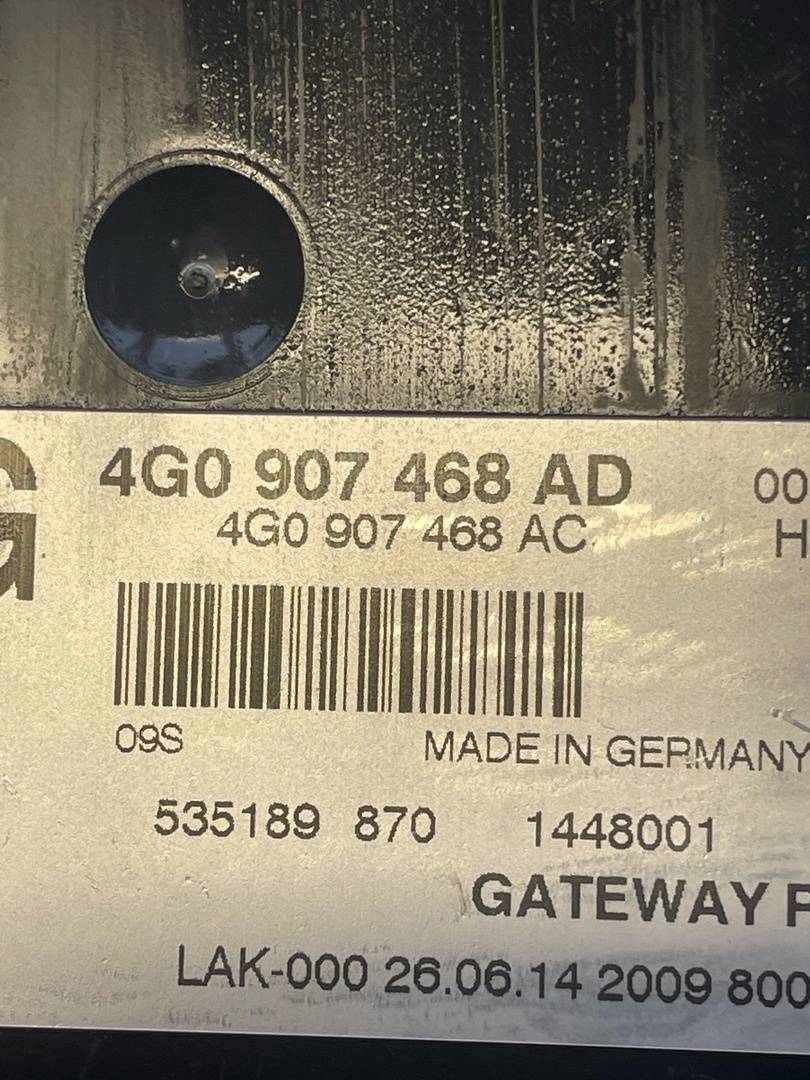 4G0 907 468 AD 00
4G0 907 468 AC H
09S MADE IN GERMANY
535189 870 1448001
GATEWAY
LAK-000 26.06.14 2009 800